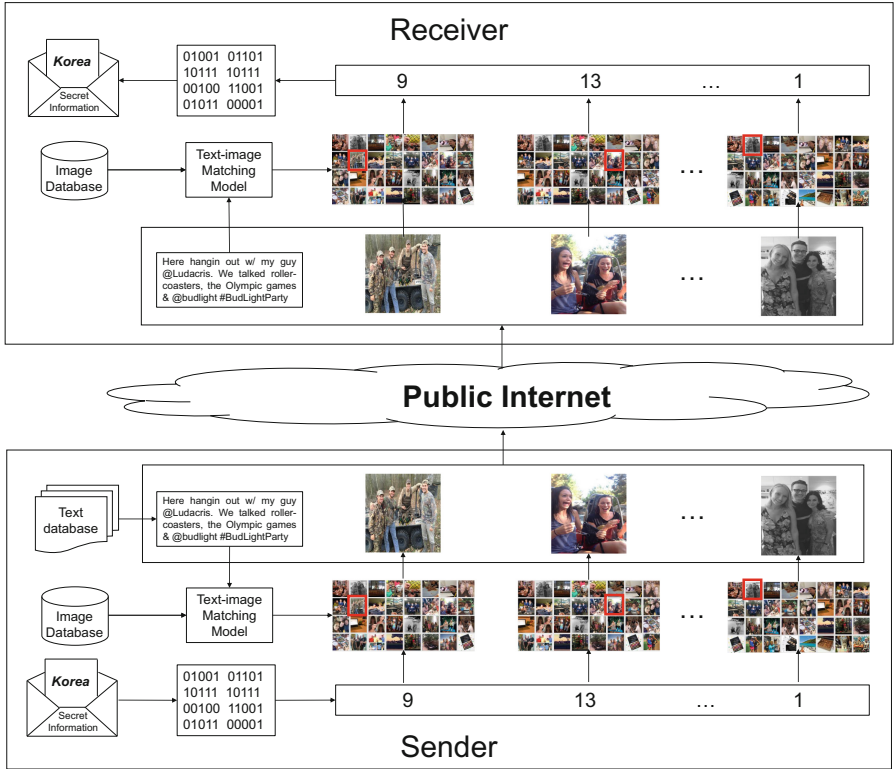 Receiver
Korea
Secret
Information
01001 01101
10111 10111
00100 11001
01011 00001
9 13 ... 1
Image
Database
Text-image
Matching
Model
...
Here hangin out w/ my guy
@Ludacris. We talked roller-
coasters, the Olympic games
& @budlight #BudLightParty
...
Public Internet
Text
database
Here hangin out w/ my guy
@Ludacris. We talked roller-
coasters, the Olympic games
& @budlight #BudLightParty
...
Image
Database
Text-image
Matching
Model
...
Korea
Secret
Information
01001 01101
10111 10111
00100 11001
01011 00001
9 13 ... 1
Sender